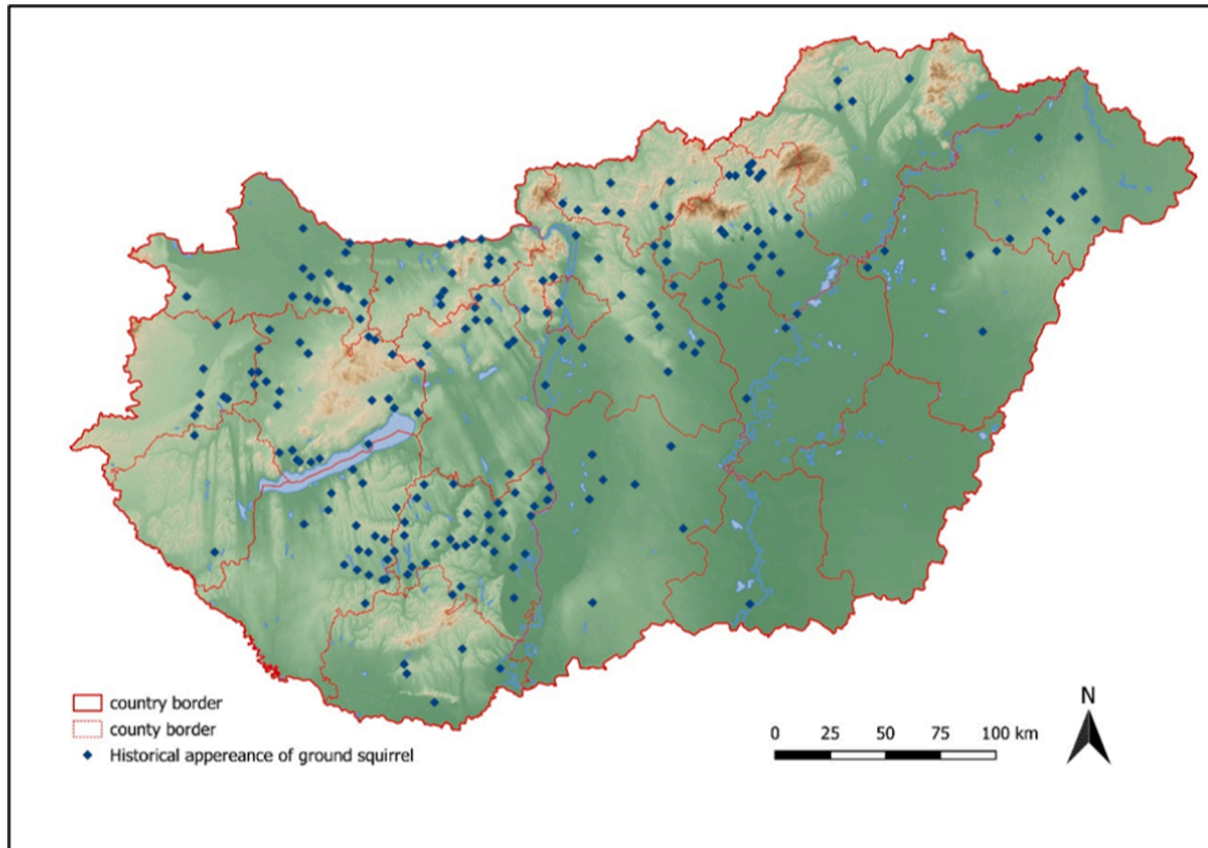 country border
county border
Historical appereance of ground squirrel
0 25 50 75 100 km
N